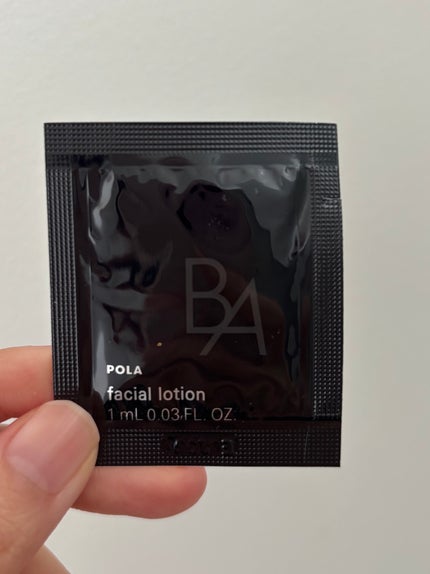 BA
POLA
facial lotion
1 mL 0.03 FL. OZ.